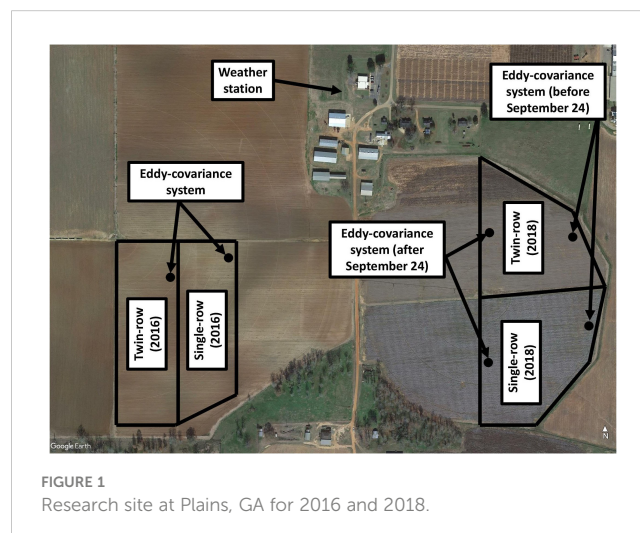 Weather
station
Eddy-covariance
system (before
September 24)
Eddy-covariance
system
Eddy-covariance
system (after
September 24)
Twin-row
(2016)
Single-row
(2016)
Twin-row
(2018)
Single-row
(2018)
Google Earth
N
FIGURE 1
Research site at Plains, GA for 2016 and 2018.